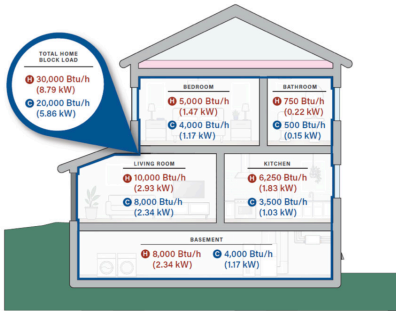 TOTAL HOME
BLOCK LOAD
H 30,000 Btu/h
(8.79 kW)
C 20,000 Btu/h
(5.86 kW)
BEDROOM
H 5,000 Btu/h
(1.47 kW)
C 4,000 Btu/h
(1.17 kW)
BATHROOM
H 750 Btu/h
(0.22 kW)
C 500 Btu/h
(0.15 kW)
LIVING ROOM
H 10,000 Btu/h
(2.93 kW)
C 8,000 Btu/h
(2.34 kW)
KITCHEN
H 6,250 Btu/h
(1.83 kW)
C 3,500 Btu/h
(1.03 kW)
BASEMENT
H 8,000 Btu/h C 4,000 Btu/h
(2.34 kW) (1.17 kW)